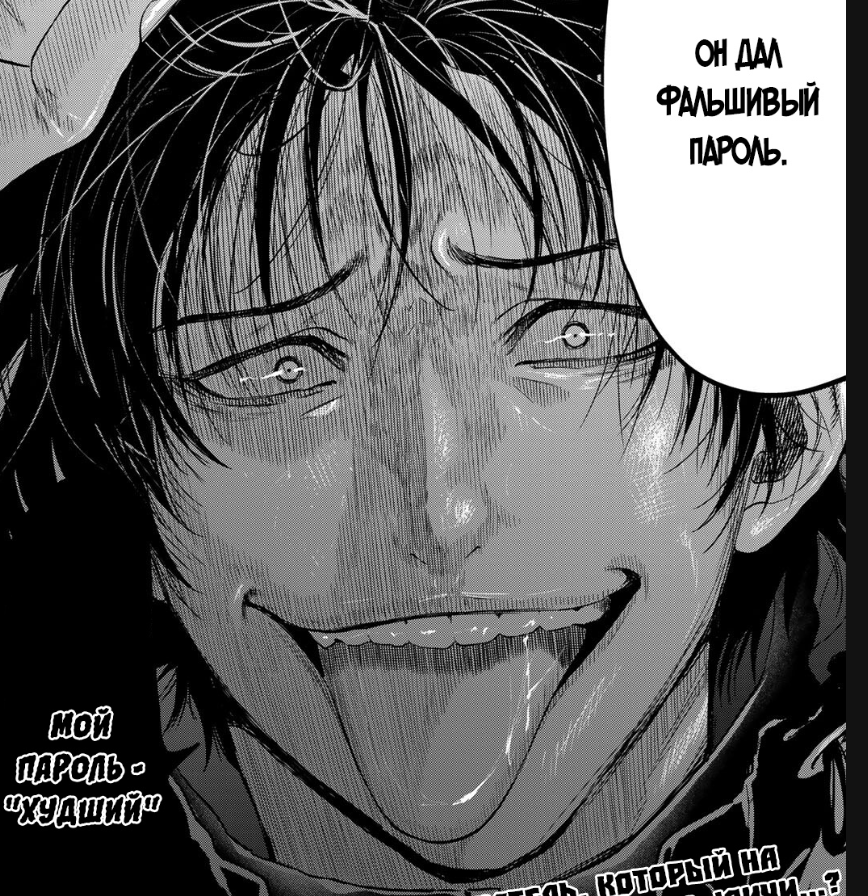 ОН ДАЛ
ФАЛЬШИВЫЙ
ПАРОЛЬ.
МОЙ
ПАРОЛЬ -
"ХУДШИЙ"
КОТОРЫЙ НА